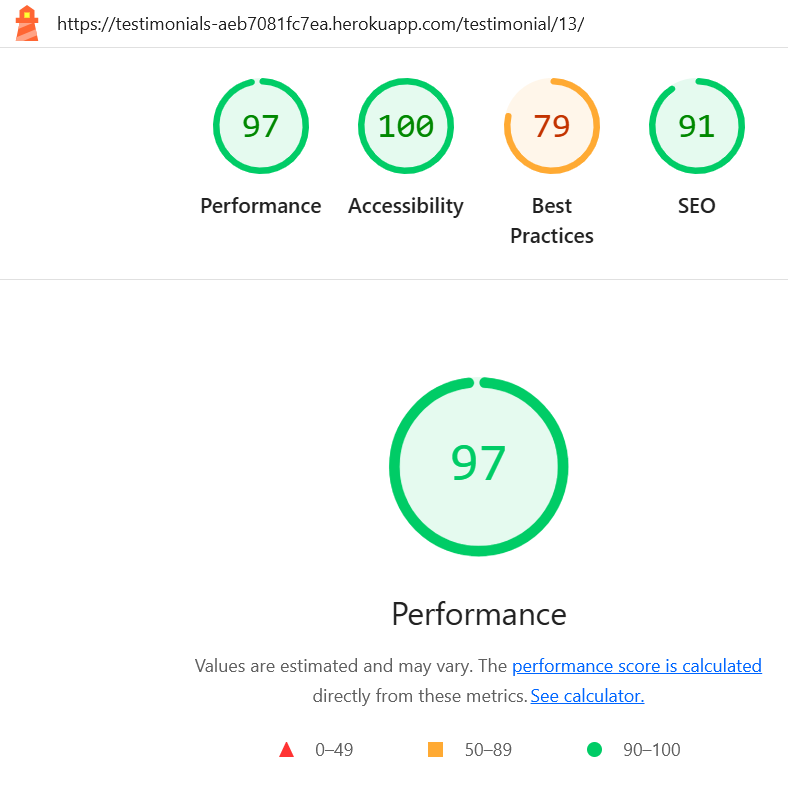 https://testimonials-aeb7081fc7ea.herokuapp.com/testimonial/13/
97 100 79 91
Performance Accessibility Best Practices SEO
97
Performance
Values are estimated and may vary. The performance score is calculated
directly from these metrics. See calculator.
0–49 50–89 90–100